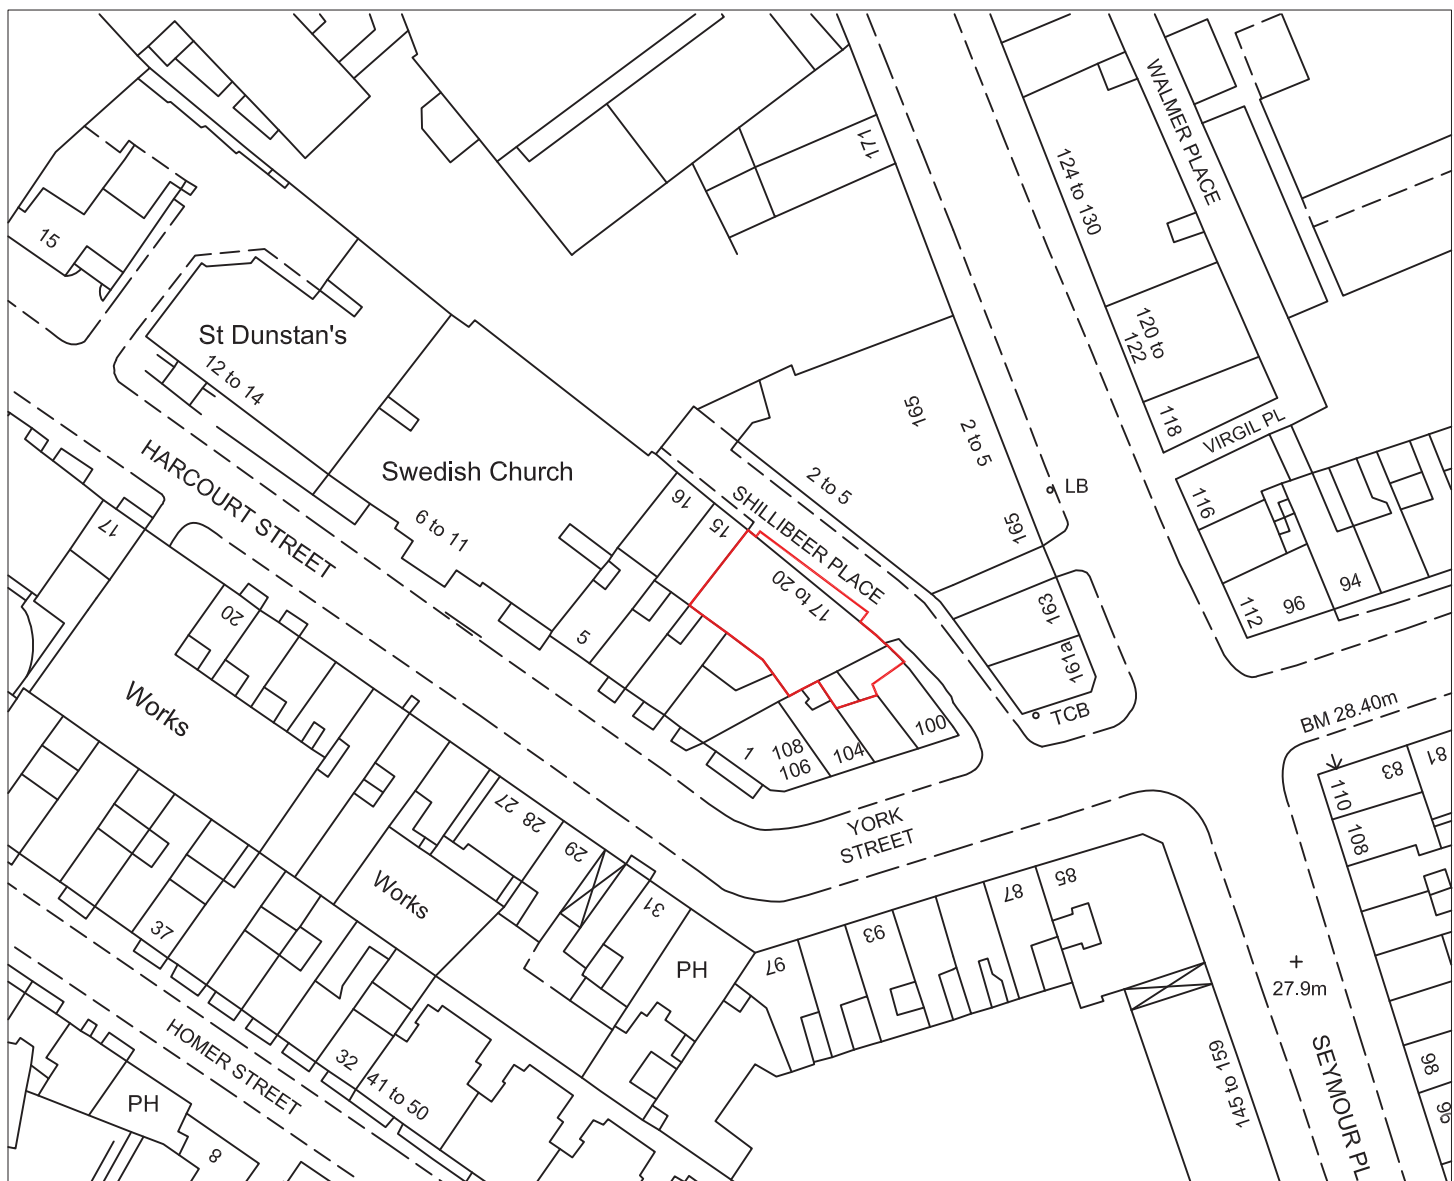 171
WALMER PLACE
124 to 130
15
St Dunstan's
12 to 14
120 to
122
118
VIRGIL PL
165
2 to 5
2 to 5
LB
165
HARCOURT STREET
Swedish Church
6 to 11
16
15
SHILLIBEER PLACE
17 to 20
116
112
96
94
17
20
5
163
161a
TCB
Works
1
108
106
104
100
BM 28.40m
YORK
STREET
110
83
81
108
27
28
29
31
Works
37
PH
97
93
87
85
27.9m
HOMER STREET
32
41 to 50
PH
8
145 to 159
SEYMOUR PL
98
96